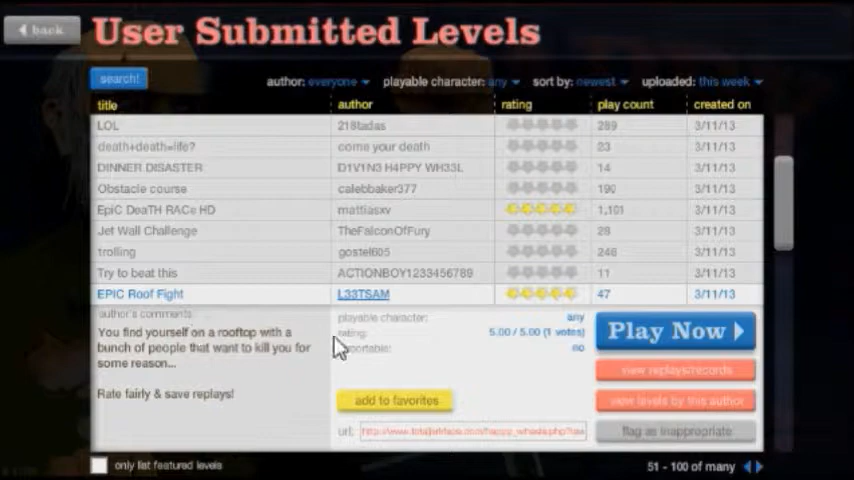 back
User Submitted Levels
search!
author: everyone playable character: any sort by: newest uploaded: this week
title author rating play count created on
LOL 218tadas 289 3/11/13
death+death=life? come your death 23 3/11/13
DINNER DISASTER D1V1N3 H4PPY WH33L 14 3/11/13
Obstacle course calebbaker377 190 3/11/13
EpiC DeaTH RACe HD mattiasxv 1,101 3/11/13
Jet Wall Challenge TheFalconOfFury 28 3/11/13
trolling gostel605 246 3/11/13
Try to beat this ACTIONBOY1233456789 11 3/11/13
EPIC Roof Fight L33TSAM 47 3/11/13
author's comments:
You find yourself on a rooftop with a
bunch of people that want to kill you for
some reason...
Rate fairly & save replays!
playable character: any
rating: 5.00 / 5.00 (1 votes)
no
add to favorites
url:
Play Now
view replays/records
view levels by this author
flag as inappropriate
only list featured levels
51 - 100 of many